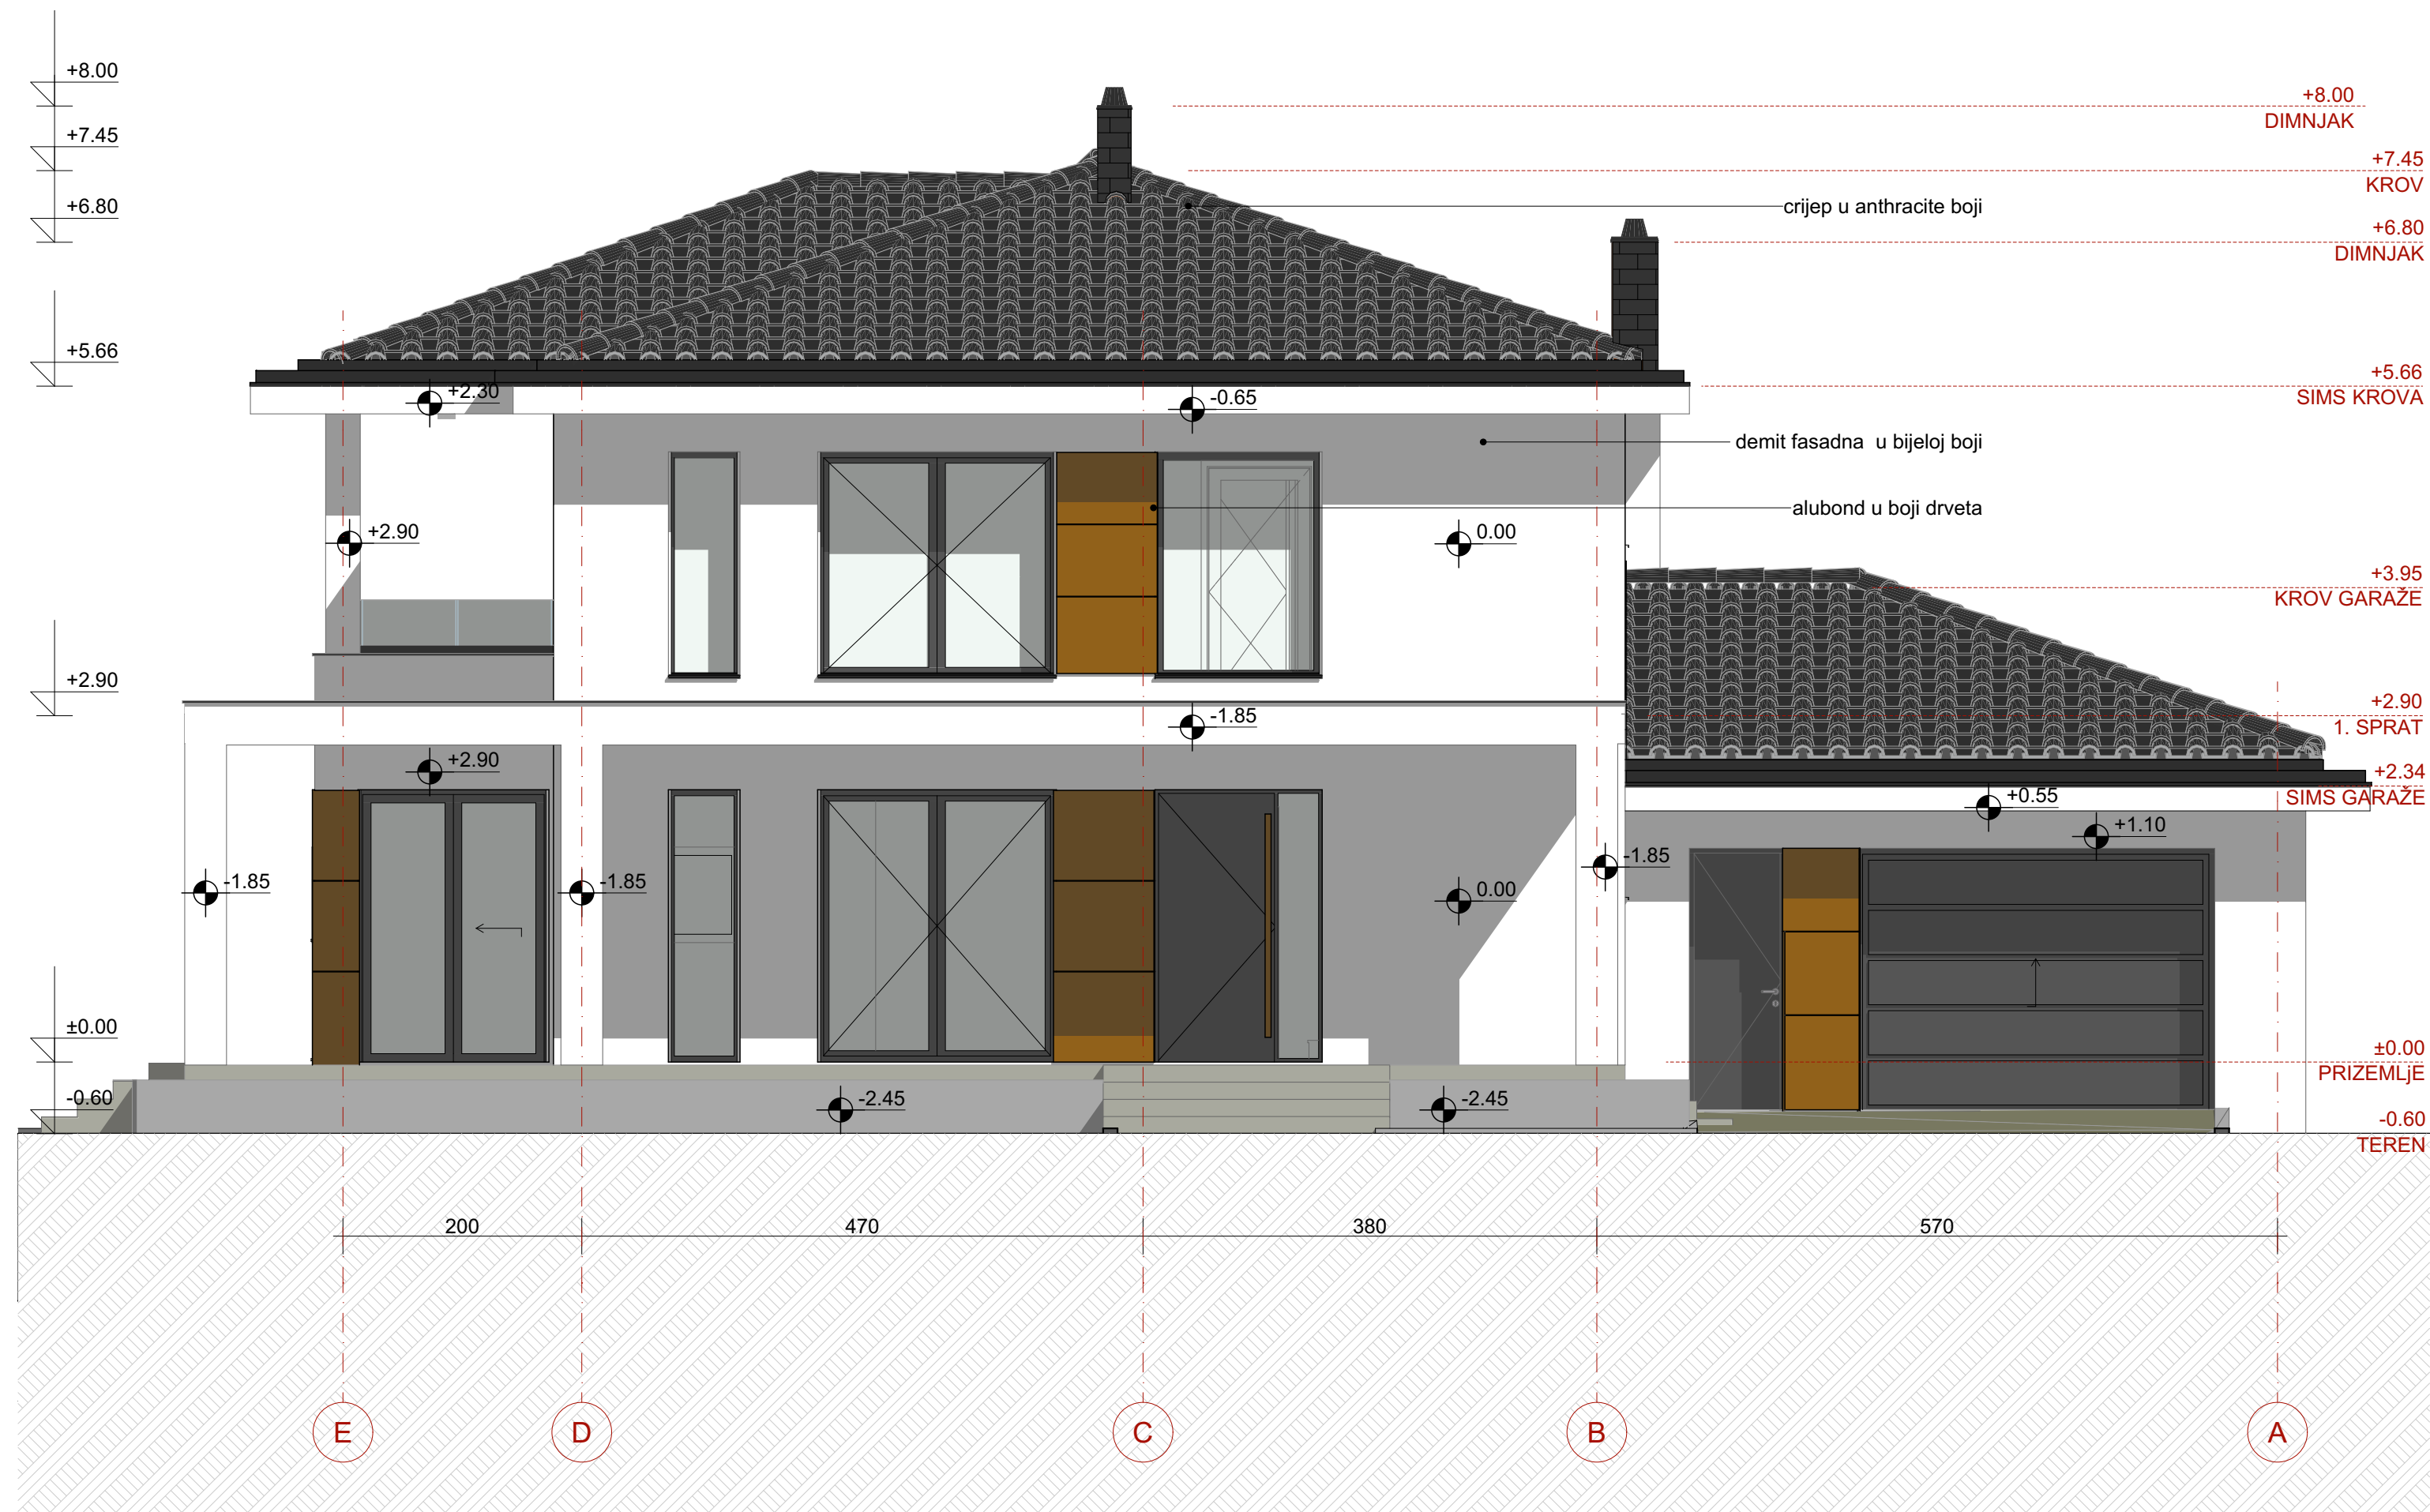 +8.00
+8.00
DIMNJAK
+7.45
+7.45
KROV
+6.80
crijep u anthracite boji
+6.80
DIMNJAK
+5.66
+5.66
SIMS KROVA
+2.30
-0.65
demit fasadna  u bijeloj boji
alubond u boji drveta
+2.90
0.00
+3.95
KROV GARAŽE
+2.90
+2.90
1. SPRAT
-1.85
+2.90
+2.34
SIMS GARAŽE
+0.55
+1.10
-1.85
-1.85
-1.85
0.00
±0.00
±0.00
PRIZEMLjE
-0.60
-2.45
-2.45
-0.60
TEREN
200
470
380
570
E
D
C
B
A